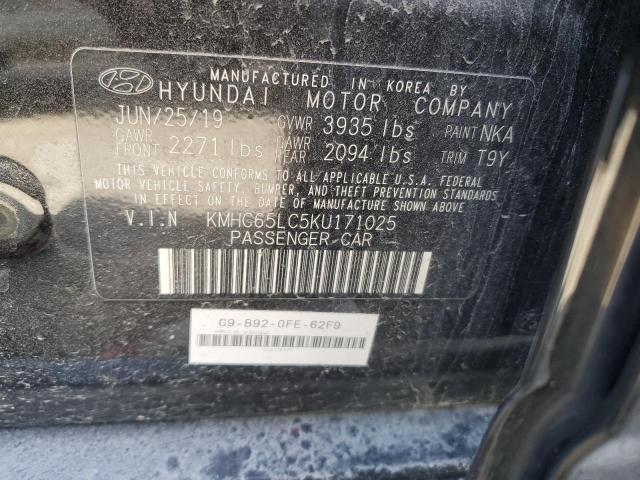 MANUFACTURED IN KOREA BY
HYUNDAI MOTOR COMPANY
JUN/25/19 GVWR 3935 lbs PAINT NKA
GAWR FRONT 2271 lbs GAWR REAR 2094 lbs TRIM T9Y
THIS VEHICLE CONFORMS TO ALL APPLICABLE U.S.A. FEDERAL
MOTOR VEHICLE SAFETY, BUMPER, AND THEFT PREVENTION STANDARDS
IN EFFECT ON THE DATE OF MANUFACTURE SHOWN ABOVE.
V.I.N KMHC65LC5KU171025
PASSENGER CAR
G9-B92-0FE-62F9